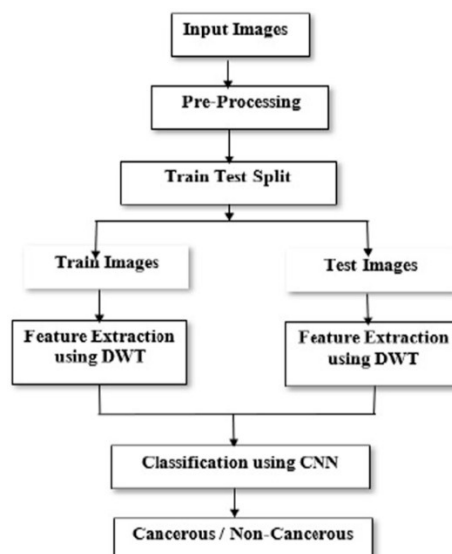 Input Images
Pre-Processing
Train Test Split
Train Images
Test Images
Feature Extraction
using DWT
Feature Extraction
using DWT
Classification using CNN
Cancerous / Non-Cancerous